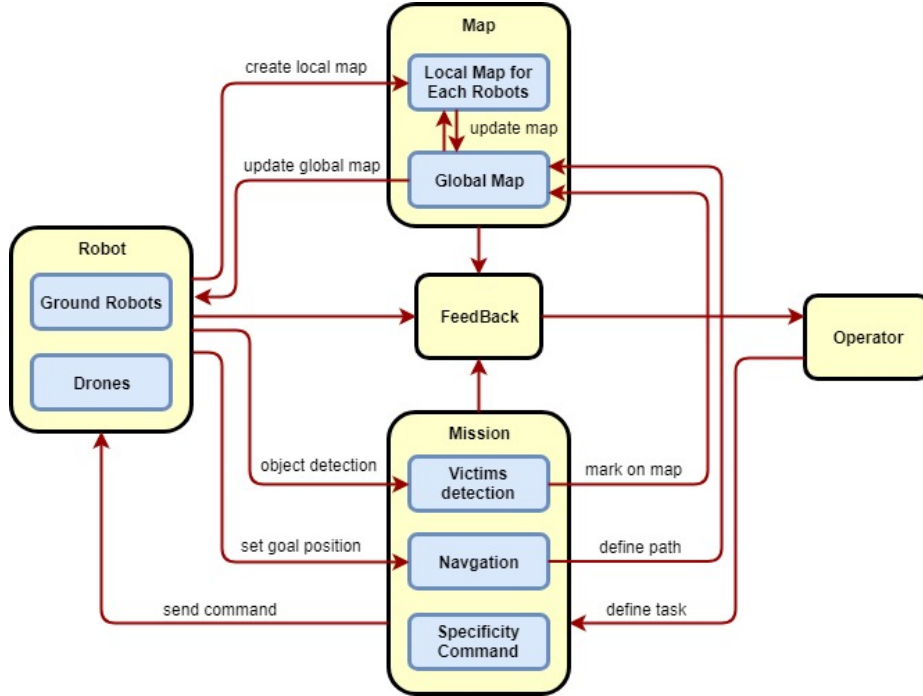 Map
create local map
Local Map for
Each Robots
update map
update global map
Global Map
Robot
Ground Robots
Drones
FeedBack
Operator
Mission
object detection
Victims
detection
mark on map
set goal position
Navgation
define path
send command
Specificity
Command
define task